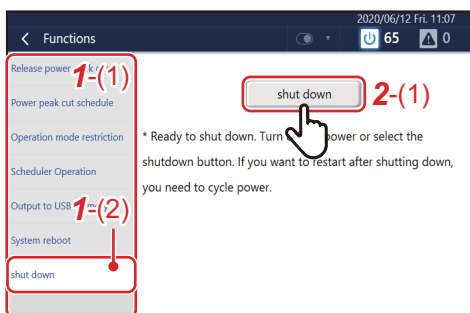 2020/06/12 Fri. 11:07
Functions
65
0
Release power
1-(1)
Power peak cut schedule
Operation mode restriction
Scheduler Operation
Output to USB
1-(2)
System reboot
shut down
shut down
2-(1)
* Ready to shut down. Turn power or select the
shutdown button. If you want to restart after shutting down,
you need to cycle power.